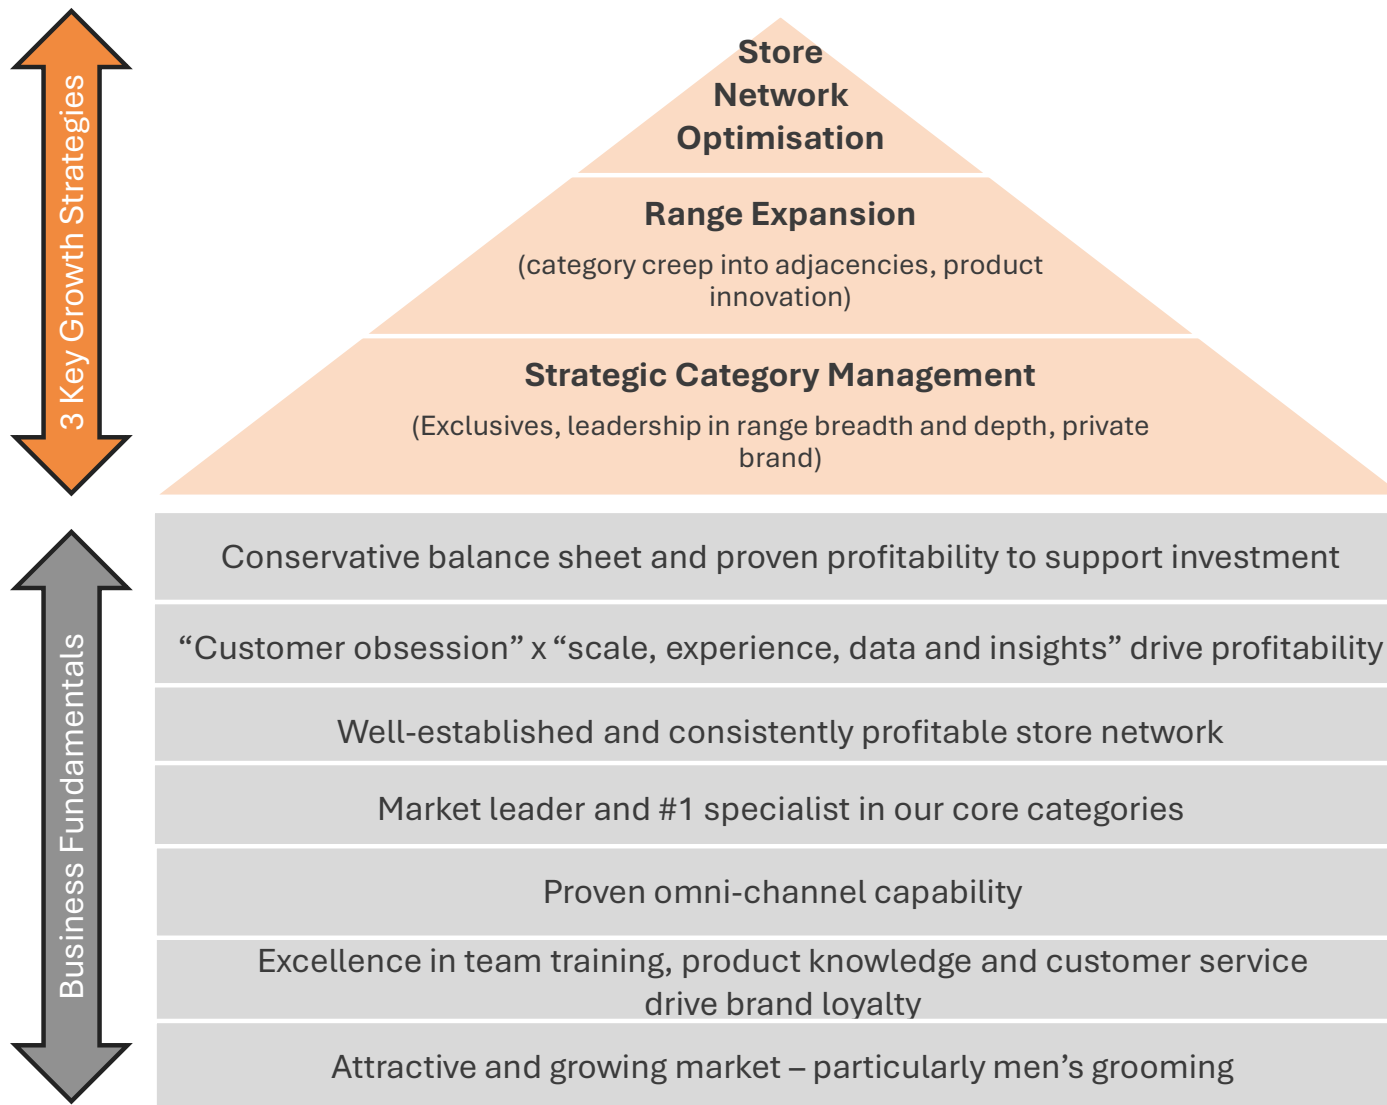 3 Key Growth Strategies
Store
Network
Optimisation
Range Expansion
(category creep into adjacencies, product
innovation)
Strategic Category Management
(Exclusives, leadership in range breadth and depth, private
brand)
Business Fundamentals
Conservative balance sheet and proven profitability to support investment
“Customer obsession” x “scale, experience, data and insights” drive profitability
Well-established and consistently profitable store network
Market leader and #1 specialist in our core categories
Proven omni-channel capability
Excellence in team training, product knowledge and customer service
drive brand loyalty
Attractive and growing market – particularly men’s grooming